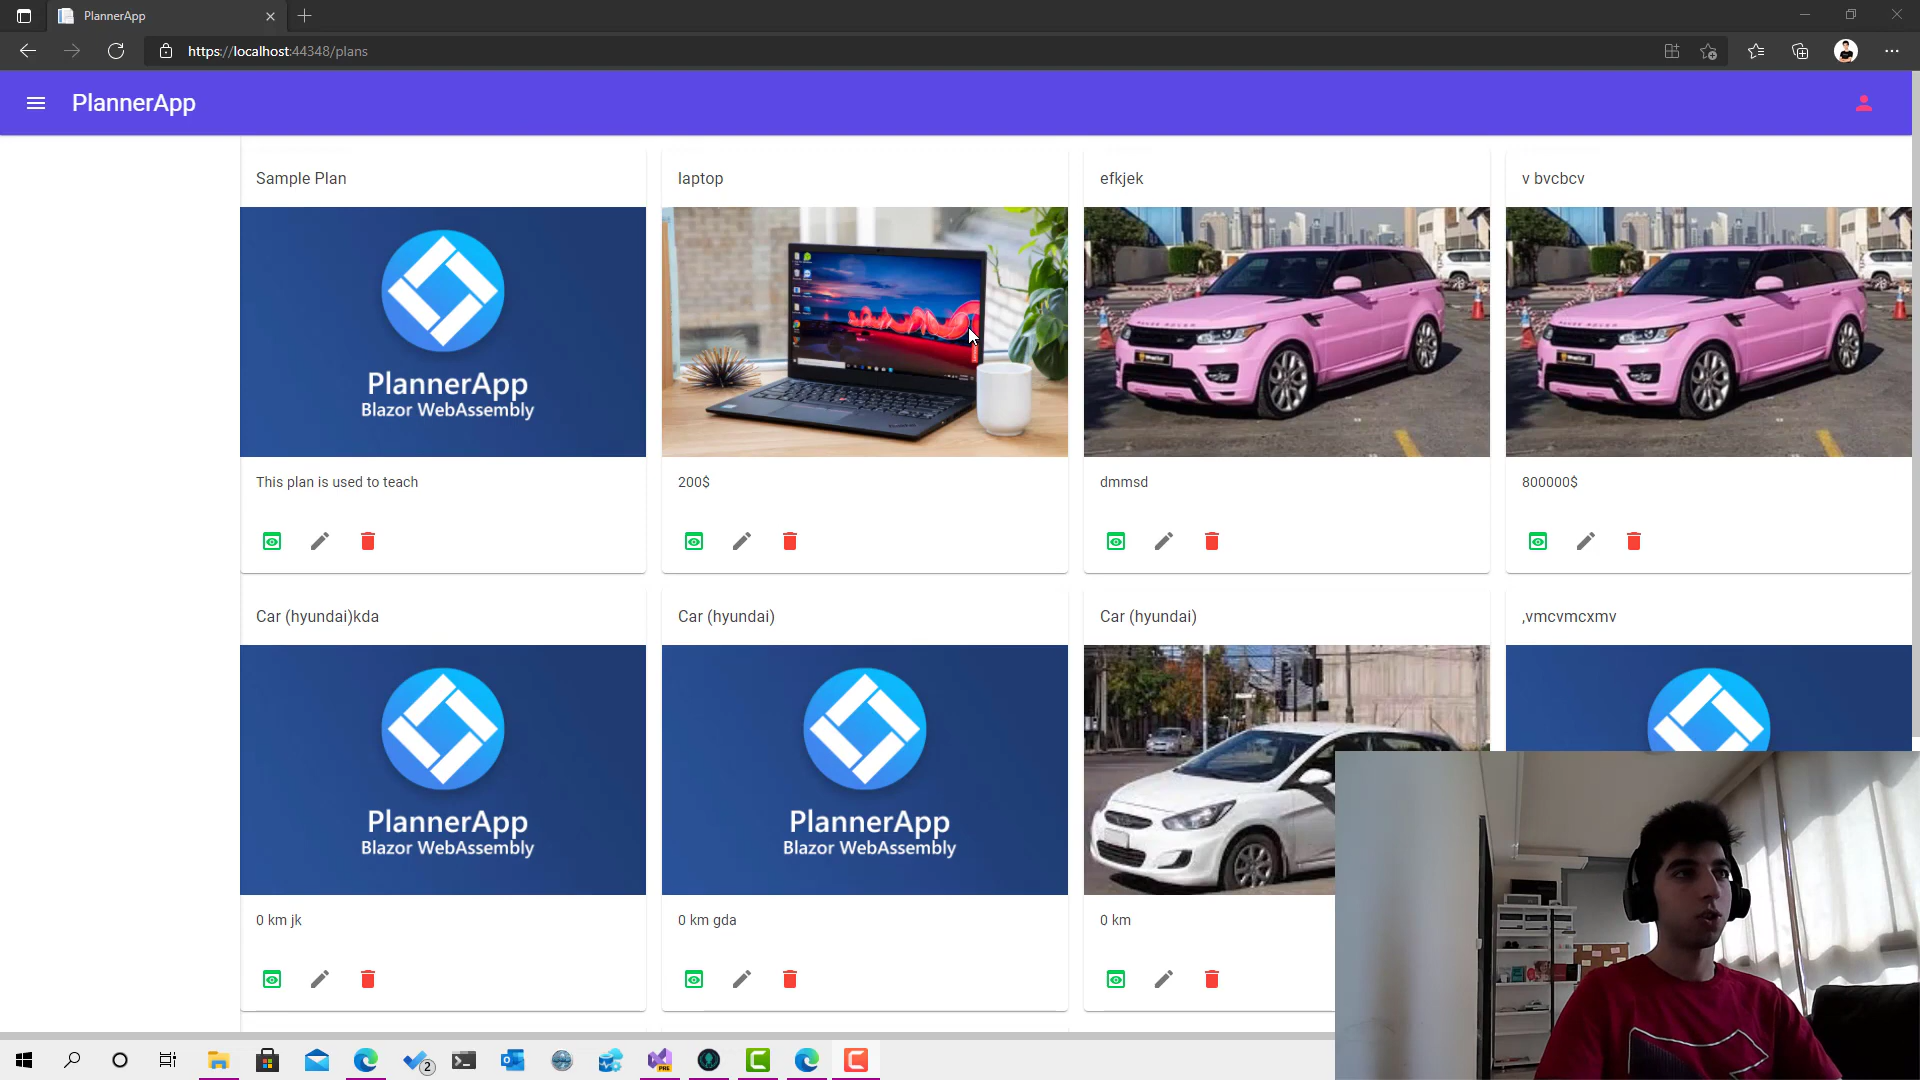 PlannerApp
https://localhost:44348/plans
PlannerApp
Sample Plan
laptop
efkjek
v bvcbcv
PlannerApp
Blazor WebAssembly
This plan is used to teach
200$
dmmsd
800000$
Car (hyundai)kda
Car (hyundai)
Car (hyundai)
,vmcvmcxmv
PlannerApp
Blazor WebAssembly
PlannerApp
Blazor WebAssembly
0 km jk
0 km gda
0 km
2
PRE